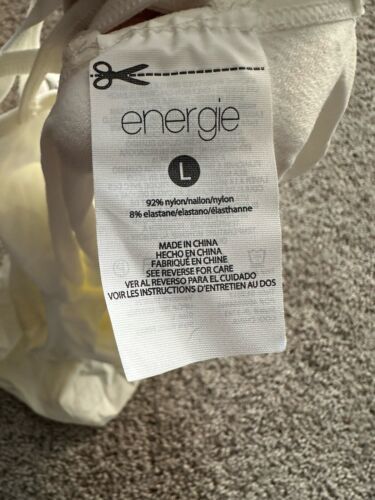 energie
L
92% nylon/nailon/nylon
8% elastane/elastano/élasthanne
MADE IN CHINA
HECHO EN CHINA
FABRIQUÉ EN CHINE
SEE REVERSE FOR CARE
VER AL REVERSO PARA EL CUIDADO
VOIR LES INSTRUCTIONS D'ENTRETIEN AU DOS